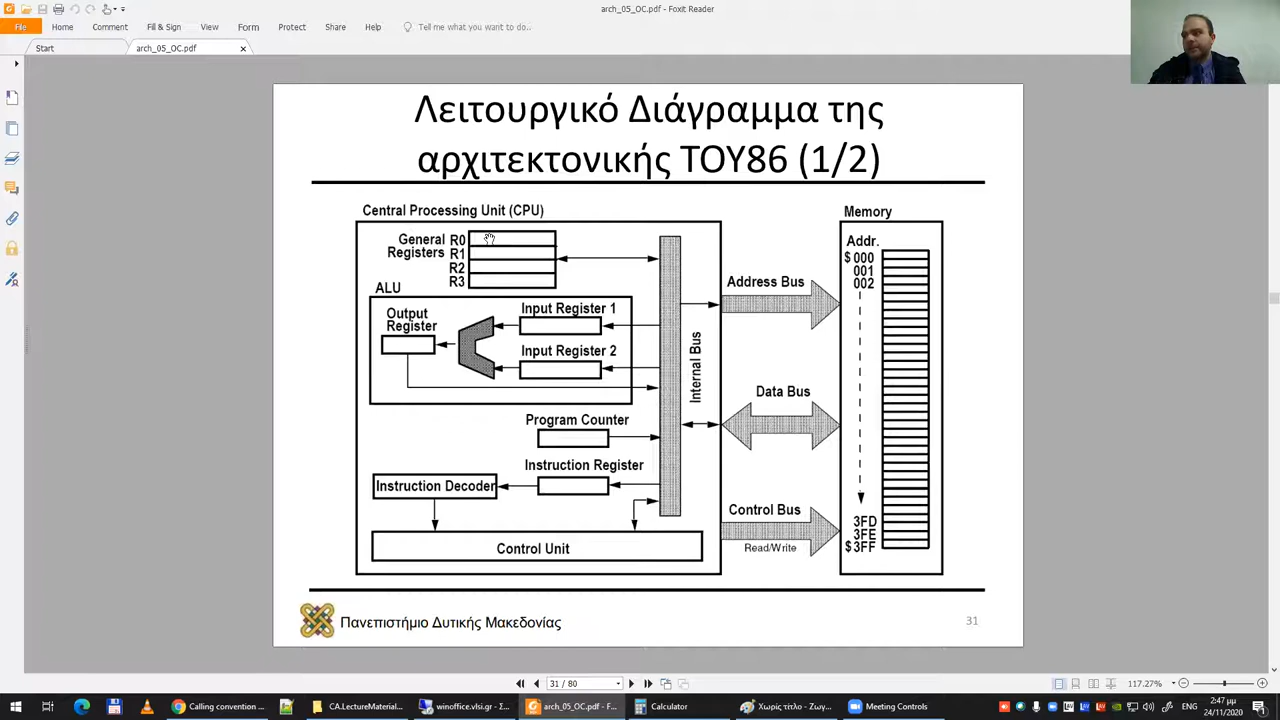 arch_05_OC.pdf - Foxit Reader
File
Home
Comment
View
Form
Protect
Share
Help
Fill & Sign
Tell me what you want to do..
Start
arch_05_OC.pdf
Λειτουργικό Διάγραμμα της
αρχιτεκτονικής TOY86 (1/2)
Central Processing Unit (CPU)
General
Registers
R0
R1
R2
R3
ALU
Output
Register
Input Register 1
Input Register 2
Program Counter
Instruction Register
Instruction Decoder
Control Unit
Internal Bus
Address Bus
Data Bus
Control Bus
Read/Write
Memory
Addr.
$000
001
002
3FD
3FE
$3FF
Πανεπιστήμιο Δυτικής Μακεδονίας
31
31 / 80
117.27%
Calling convention ...
CA.LectureMaterial...
winoffice.vlsi.gr - Σ...
arch_05_OC.pdf - F...
Calculator
Χωρίς τίτλο - Ζωγ...
Meeting Controls
2:47 μμ
24/11/2020